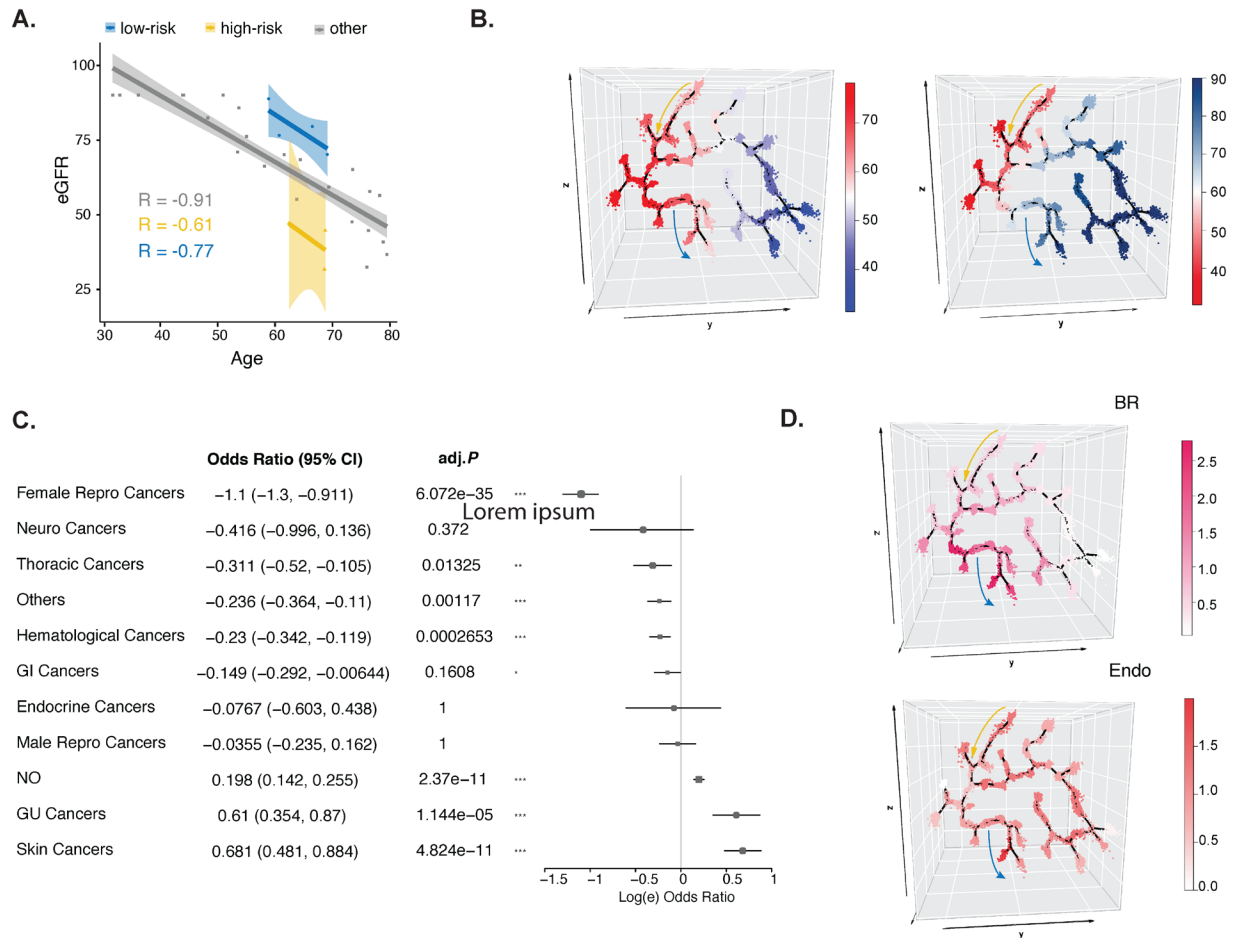 A.
low-risk high-risk other
100
75
50
25
eGFR
R = -0.91
R = -0.61
R = -0.77
30 40 50 60 70 80
Age
B.
z
y
70
60
50
40
z
y
90
80
70
60
50
40
C.
Odds Ratio (95% CI) adj.P
Female Repro Cancers −1.1 (−1.3, −0.911) 6.072e−35 ***
Lorem ipsum
Neuro Cancers −0.416 (−0.996, 0.136) 0.372
Thoracic Cancers −0.311 (−0.52, −0.105) 0.01325 **
Others −0.236 (−0.364, −0.11) 0.00117 ***
Hematological Cancers −0.23 (−0.342, −0.119) 0.0002653 ***
GI Cancers −0.149 (−0.292, −0.00644) 0.1608 *
Endocrine Cancers −0.0767 (−0.603, 0.438) 1
Male Repro Cancers −0.0355 (−0.235, 0.162) 1
NO 0.198 (0.142, 0.255) 2.37e−11 ***
GU Cancers 0.61 (0.354, 0.87) 1.144e−05 ***
Skin Cancers 0.681 (0.481, 0.884) 4.824e−11 ***
−1.5 −1 −0.5 0 0.5 1
Log(e) Odds Ratio
D.
BR
z
y
2.5
2.0
1.5
1.0
0.5
Endo
z
y
1.5
1.0
0.5
0.0